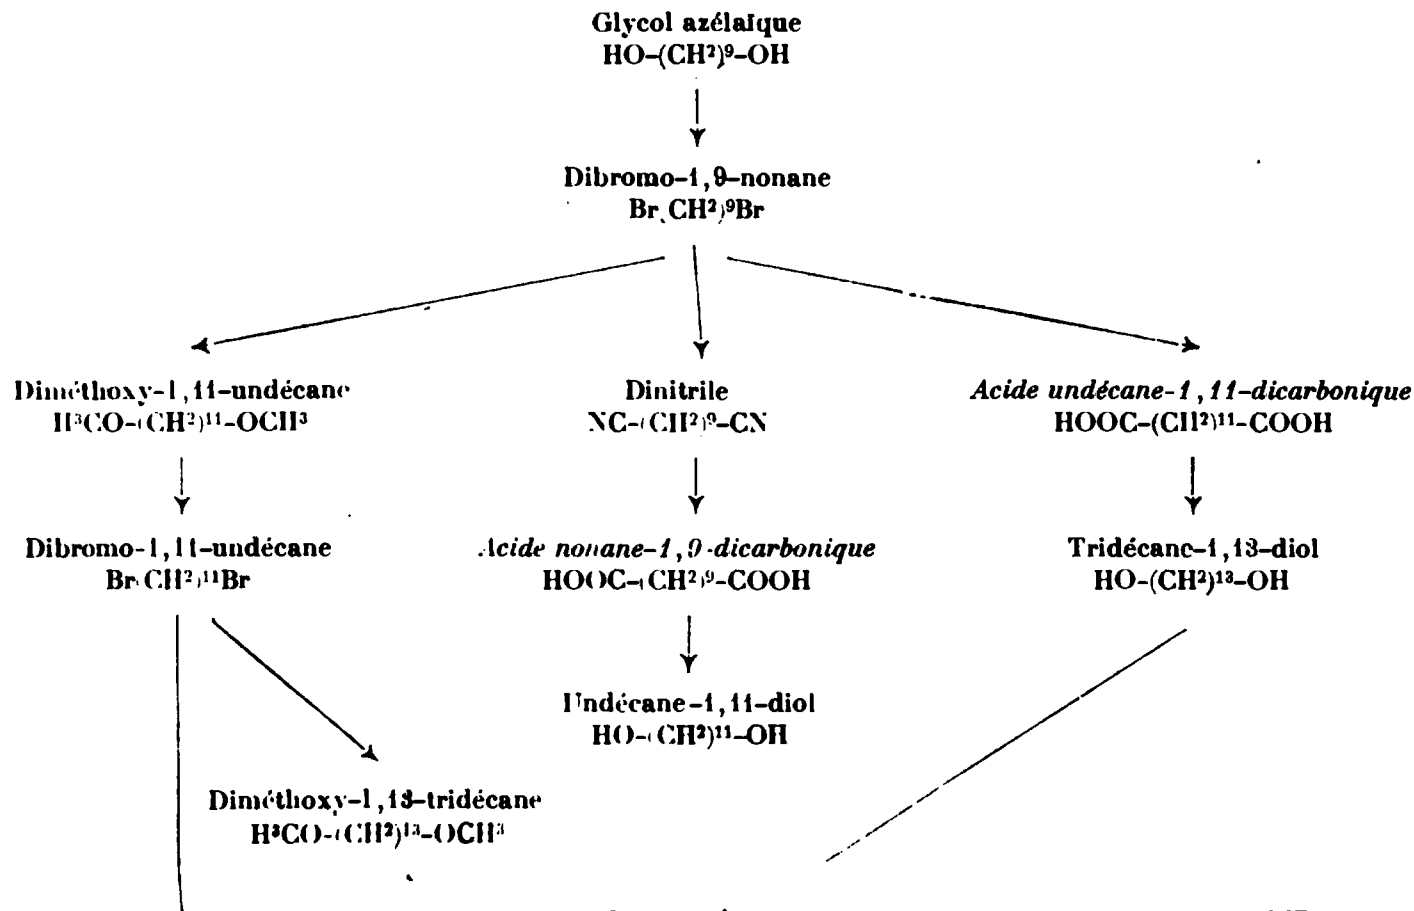 Glycol azélaïque
HO–(CH²)⁹–OH
Dibromo–1,9–nonane
Br(CH²)⁹Br
Diméthoxy–1,11–undécane
H³CO–(CH²)¹¹–OCH³
Dinitrile
NC–(CH²)⁹–CN
Acide undécane–1,11–dicarbonique
HOOC–(CH²)¹¹–COOH
Dibromo–1,11–undécane
Br(CH²)¹¹Br
Acide nonane–1,9–dicarbonique
HOOC–(CH²)⁹–COOH
Tridécane–1,13–diol
HO–(CH²)¹³–OH
Undécane–1,11–diol
HO–(CH²)¹¹–OH
Diméthoxy–1,13–tridécane
H³CO–(CH²)¹³–OCH³